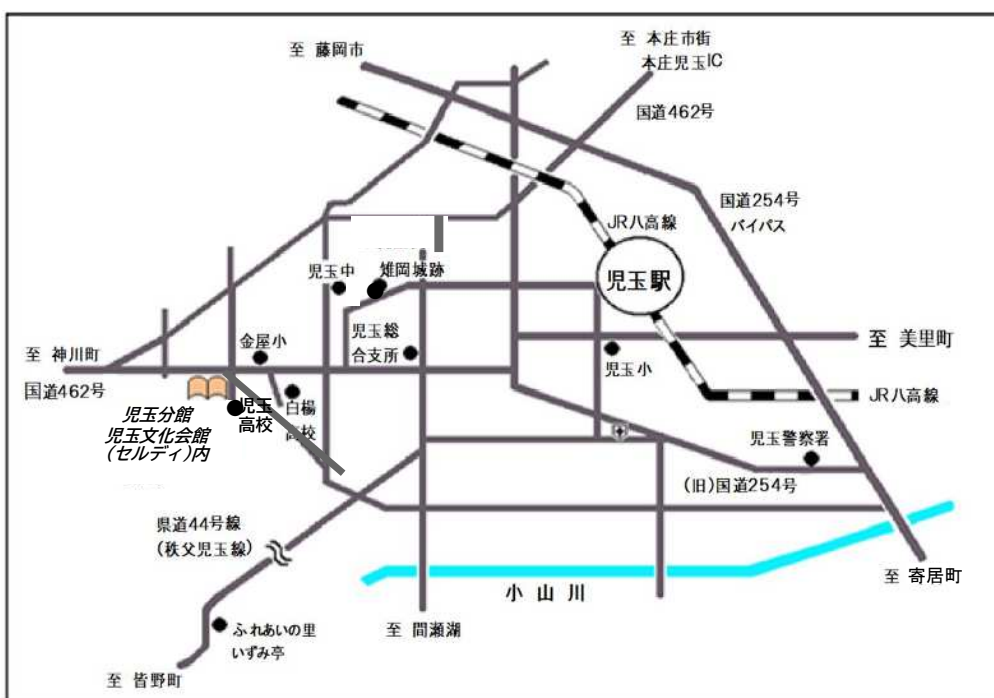 至 藤岡市
至 本庄市街
本庄児玉IC
国道462号
国道254号
バイパス
JR八高線
児玉駅
児玉中
雉岡城跡
児玉総
合支所
金屋小
至 神川町
国道462号
至 美里町
児玉小
JR八高線
児玉分館
児玉文化会館
(セルディ)内
児玉
高校
白楊
高校
児玉警察署
(旧)国道254号
県道44号線
(秩父児玉線)
小山川
至 寄居町
ふれあいの里
いずみ亭
至 間瀬湖
至 皆野町